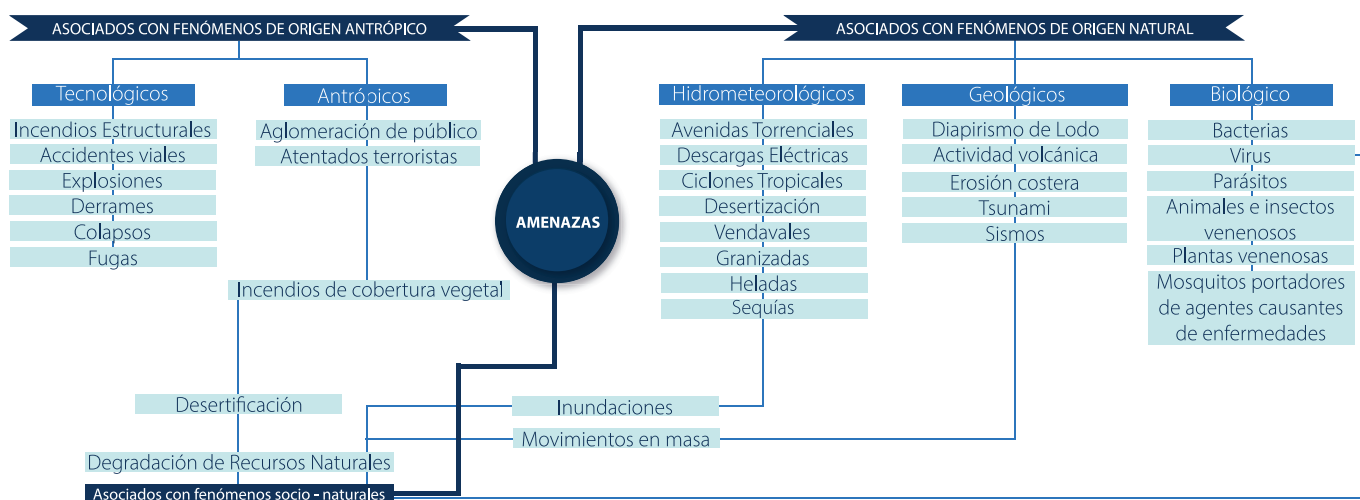 ASOCIADOS CON FENÓMENOS DE ORIGEN ANTRÓPICO
ASOCIADOS CON FENÓMENOS DE ORIGEN NATURAL
Tecnológicos
Incendios Estructurales
Accidentes viales
Explosiones
Derrames
Colapsos
Fugas
Antrópicos
Aglomeración de público
Atentados terroristas
Incendios de cobertura vegetal
AMENAZAS
Hidrometeorológicos
Avenidas Torrenciales
Descargas Eléctricas
Ciclones Tropicales
Desertización
Vendavales
Granizadas
Heladas
Sequías
Geológicos
Diapirismo de Lodo
Actividad volcánica
Erosión costera
Tsunami
Sismos
Biológico
Bacterias
Virus
Parásitos
Animales e insectos
venenosos
Plantas venenosas
Mosquitos portadores
de agentes causantes
de enfermedades
Desertificación
Inundaciones
Movimientos en masa
Degradación de Recursos Naturales
Asociados con fenómenos socio - naturales